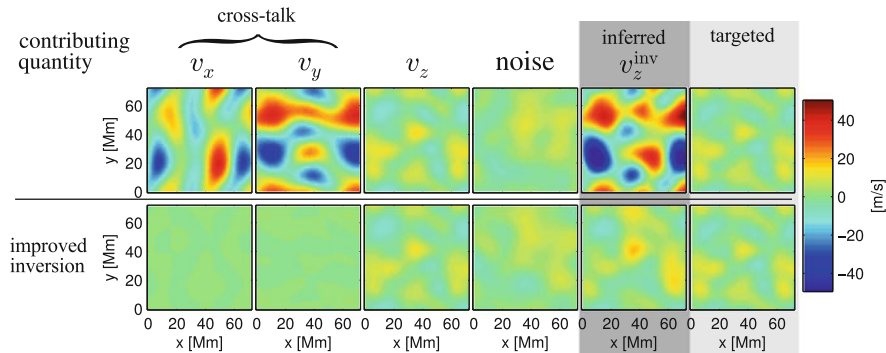 cross-talk
contributing
quantity
v_x
v_y
v_z
noise
inferred
v_z^inv
targeted
60
40
20
0
y [Mm]
40
20
0
−20
−40
[m/s]
improved
inversion
60
40
20
0
y [Mm]
0 20 40 60
0 20 40 60
0 20 40 60
0 20 40 60
0 20 40 60
0 20 40 60
x [Mm]
x [Mm]
x [Mm]
x [Mm]
x [Mm]
x [Mm]